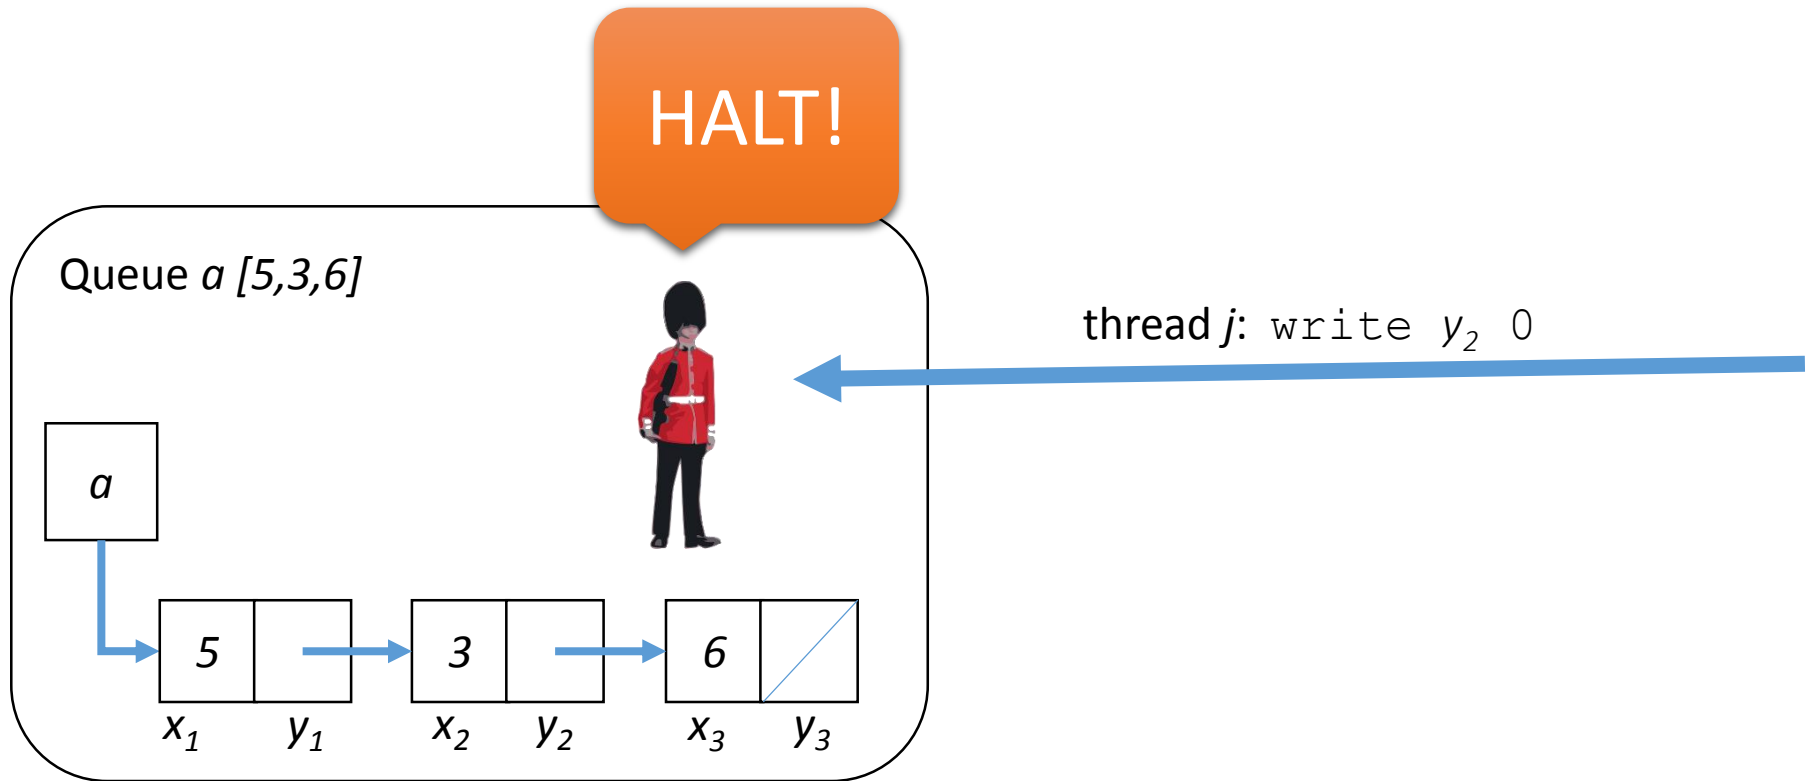 HALT!
Queue a [5,3,6]
thread j: write y₂ 0
a
5 3 6
x₁ y₁ x₂ y₂ x₃ y₃